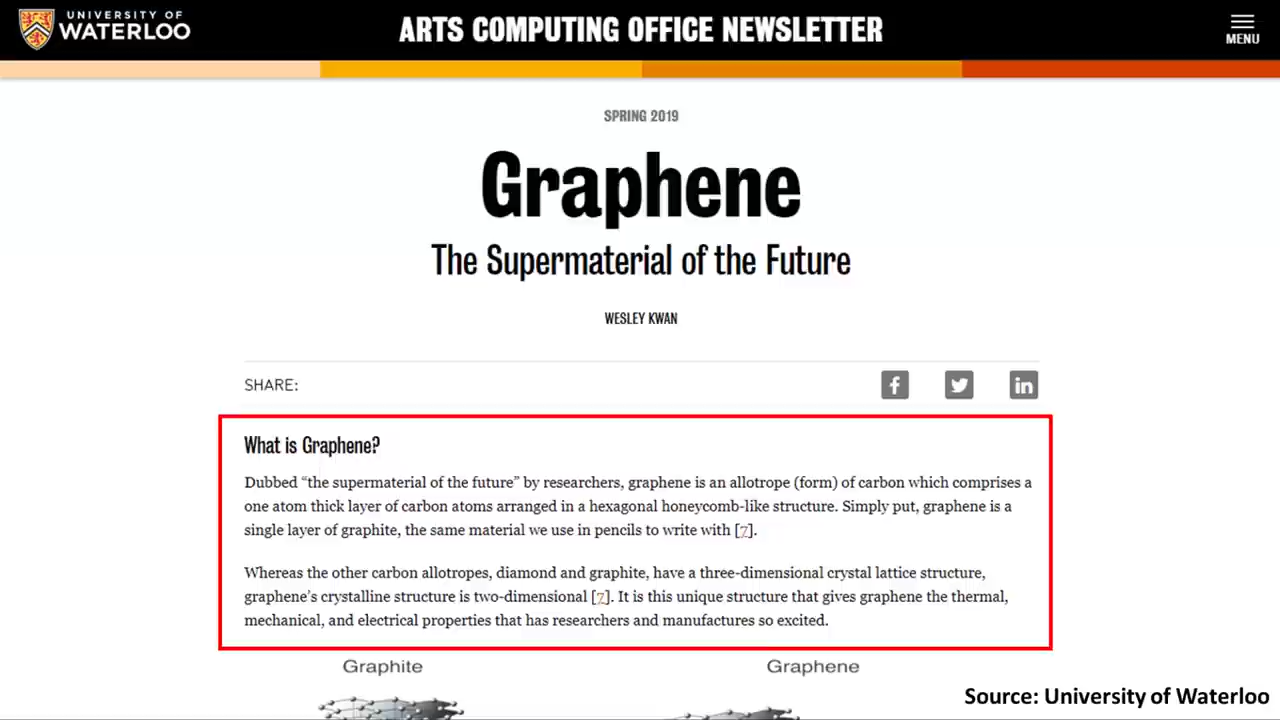 UNIVERSITY OF
WATERLOO
ARTS COMPUTING OFFICE NEWSLETTER
MENU
SPRING 2019
Graphene
The Supermaterial of the Future
WESLEY KWAN
SHARE:
What is Graphene?
Dubbed “the supermaterial of the future” by researchers, graphene is an allotrope (form) of carbon which comprises a
one atom thick layer of carbon atoms arranged in a hexagonal honeycomb-like structure. Simply put, graphene is a
single layer of graphite, the same material we use in pencils to write with [7].
Whereas the other carbon allotropes, diamond and graphite, have a three-dimensional crystal lattice structure,
graphene’s crystalline structure is two-dimensional [7]. It is this unique structure that gives graphene the thermal,
mechanical, and electrical properties that has researchers and manufactures so excited.
Graphite
Graphene
Source: University of Waterloo